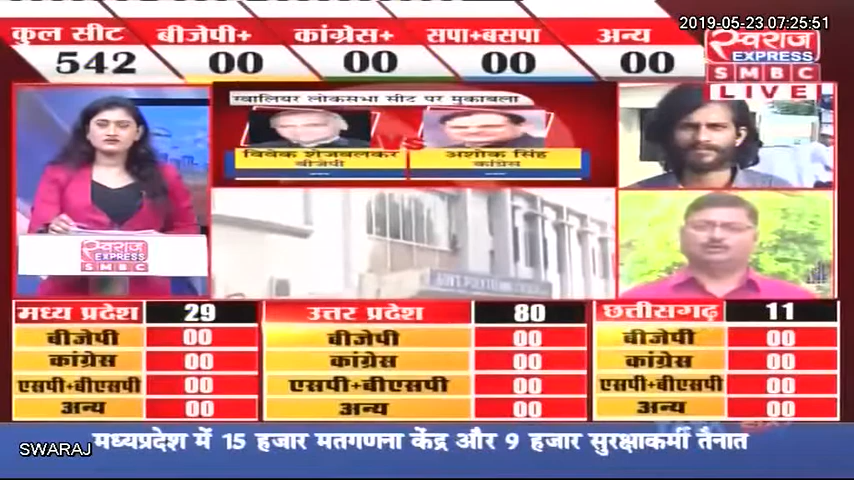 2019-05-23 07:25:51
कुल सीट बीजेपी+ कांग्रेस+ सपा+बसपा अन्य
542 00 00 00 00
स्वराज
EXPRESS
SMBC
LIVE
ग्वालियर लोकसभा सीट पर मुकाबला
VS
विवेक शेजवलकर अशोक सिंह
बीजेपी कांग्रेस
स्वराज
EXPRESS
SMBC
GOVT. POLYTECHNIC
मध्य प्रदेश 29 उत्तर प्रदेश 80 छत्तीसगढ़ 11
बीजेपी 00 बीजेपी 00 बीजेपी 00
कांग्रेस 00 कांग्रेस 00 कांग्रेस 00
एसपी+बीएसपी 00 एसपी+बीएसपी 00 एसपी+बीएसपी 00
अन्य 00 अन्य 00 अन्य 00
मध्यप्रदेश में 15 हजार मतगणना केंद्र और 9 हजार सुरक्षाकर्मी तैनात
SWARAJ